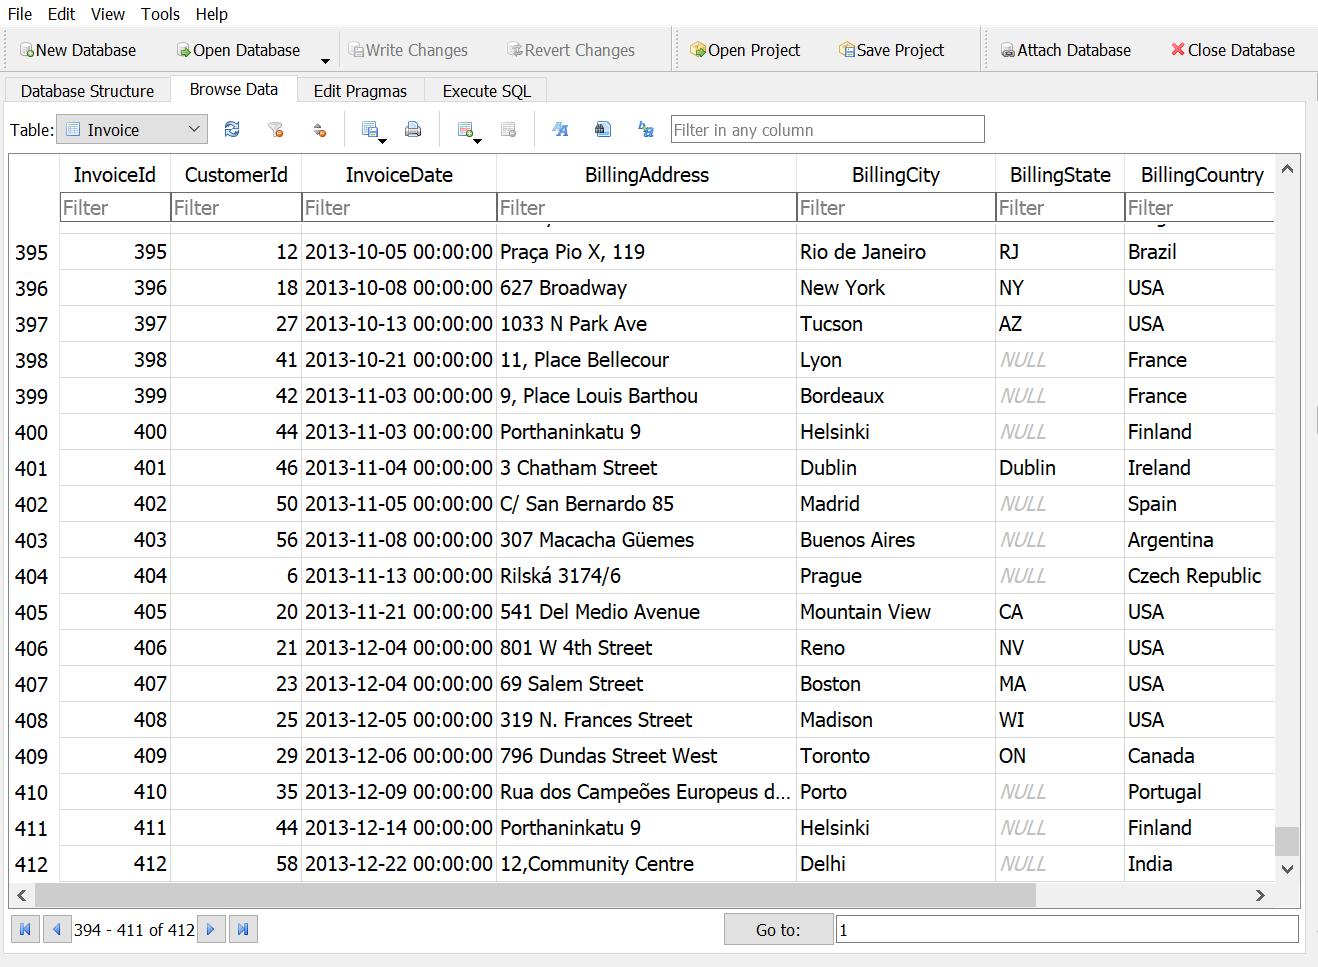 File Edit View Tools Help
New Database Open Database Write Changes Revert Changes Open Project Save Project Attach Database Close Database
Database Structure Browse Data Edit Pragmas Execute SQL
Table: Invoice Filter in any column
InvoiceId CustomerId InvoiceDate BillingAddress BillingCity BillingState BillingCountry
Filter Filter Filter Filter Filter Filter Filter
395 395 12 2013-10-05 00:00:00 Praça Pio X, 119 Rio de Janeiro RJ Brazil
396 396 18 2013-10-08 00:00:00 627 Broadway New York NY USA
397 397 27 2013-10-13 00:00:00 1033 N Park Ave Tucson AZ USA
398 398 41 2013-10-21 00:00:00 11, Place Bellecour Lyon NULL France
399 399 42 2013-11-03 00:00:00 9, Place Louis Barthou Bordeaux NULL France
400 400 44 2013-11-03 00:00:00 Porthaninkatu 9 Helsinki NULL Finland
401 401 46 2013-11-04 00:00:00 3 Chatham Street Dublin Dublin Ireland
402 402 50 2013-11-05 00:00:00 C/ San Bernardo 85 Madrid NULL Spain
403 403 56 2013-11-08 00:00:00 307 Macacha Güemes Buenos Aires NULL Argentina
404 404 6 2013-11-13 00:00:00 Rilská 3174/6 Prague NULL Czech Republic
405 405 20 2013-11-21 00:00:00 541 Del Medio Avenue Mountain View CA USA
406 406 21 2013-12-04 00:00:00 801 W 4th Street Reno NV USA
407 407 23 2013-12-04 00:00:00 69 Salem Street Boston MA USA
408 408 25 2013-12-05 00:00:00 319 N. Frances Street Madison WI USA
409 409 29 2013-12-06 00:00:00 796 Dundas Street West Toronto ON Canada
410 410 35 2013-12-09 00:00:00 Rua dos Campeões Europeus d... Porto NULL Portugal
411 411 44 2013-12-14 00:00:00 Porthaninkatu 9 Helsinki NULL Finland
412 412 58 2013-12-22 00:00:00 12,Community Centre Delhi NULL India
394 - 411 of 412 Go to: 1